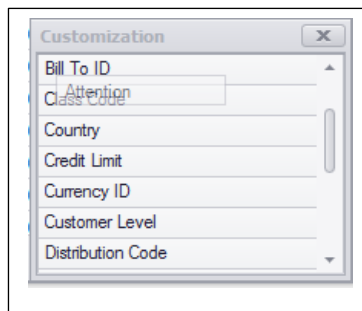 Customization
Bill To ID
Attention
Class Code
Country
Credit Limit
Currency ID
Customer Level
Distribution Code